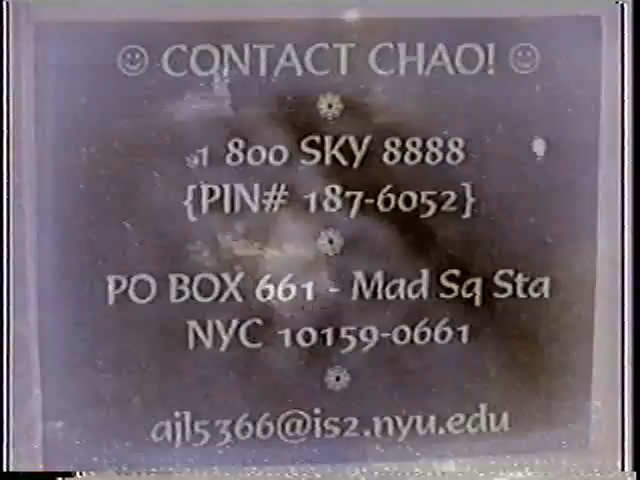 ☺ CONTACT CHAO! ☺
1 800 SKY 8888
{PIN# 187-6052}
PO BOX 661 - Mad Sq Sta
NYC 10159-0661
ajl5366@is2.nyu.edu